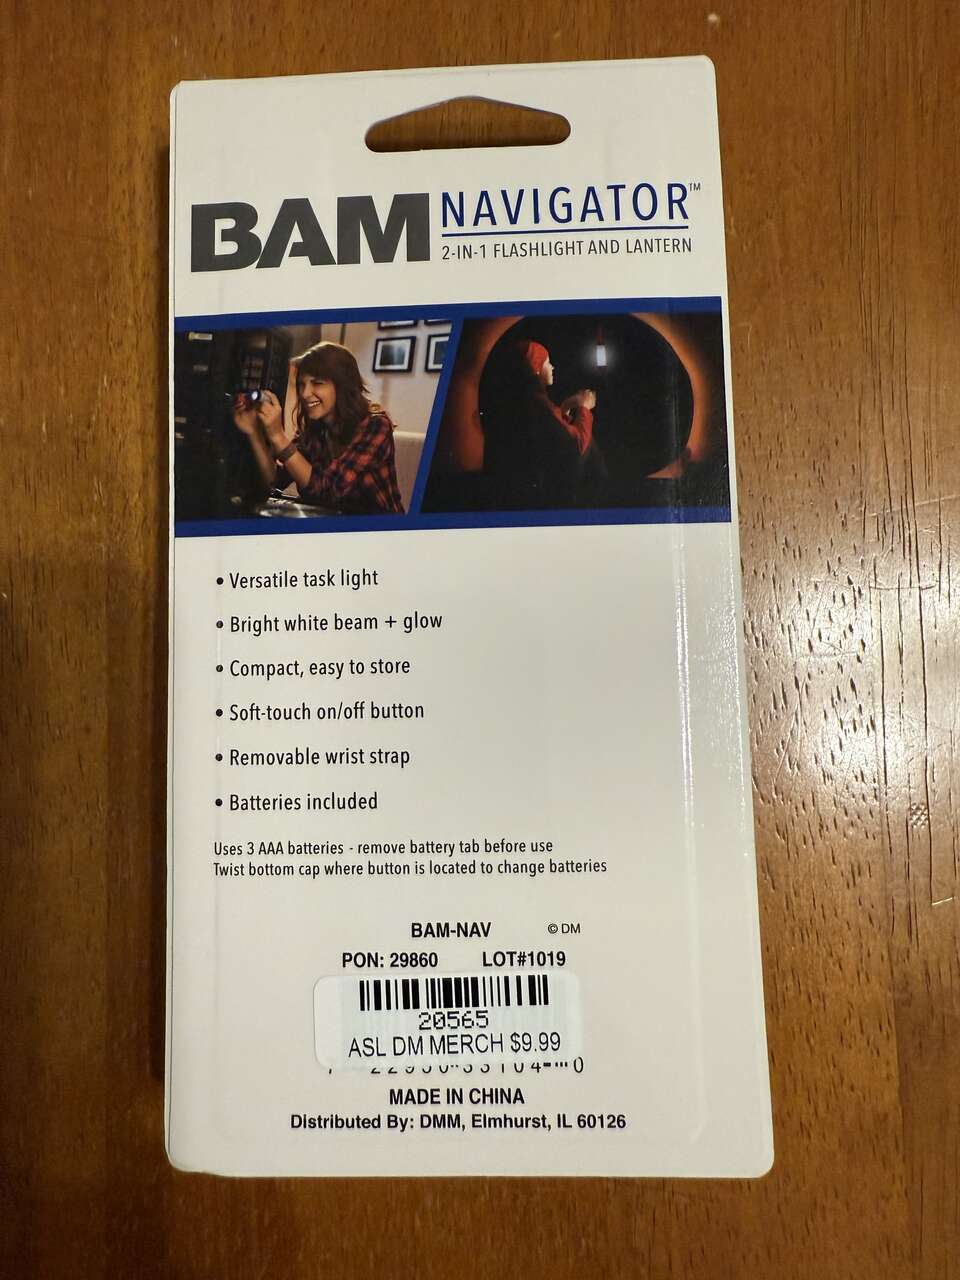 BAM NAVIGATOR™
2-IN-1 FLASHLIGHT AND LANTERN
• Versatile task light
• Bright white beam + glow
• Compact, easy to store
• Soft-touch on/off button
• Removable wrist strap
• Batteries included
Uses 3 AAA batteries - remove battery tab before use
Twist bottom cap where button is located to change batteries
BAM-NAV © DM
PON: 29860 LOT#1019
20565
ASL DM MERCH $9.99
MADE IN CHINA
Distributed By: DMM, Elmhurst, IL 60126